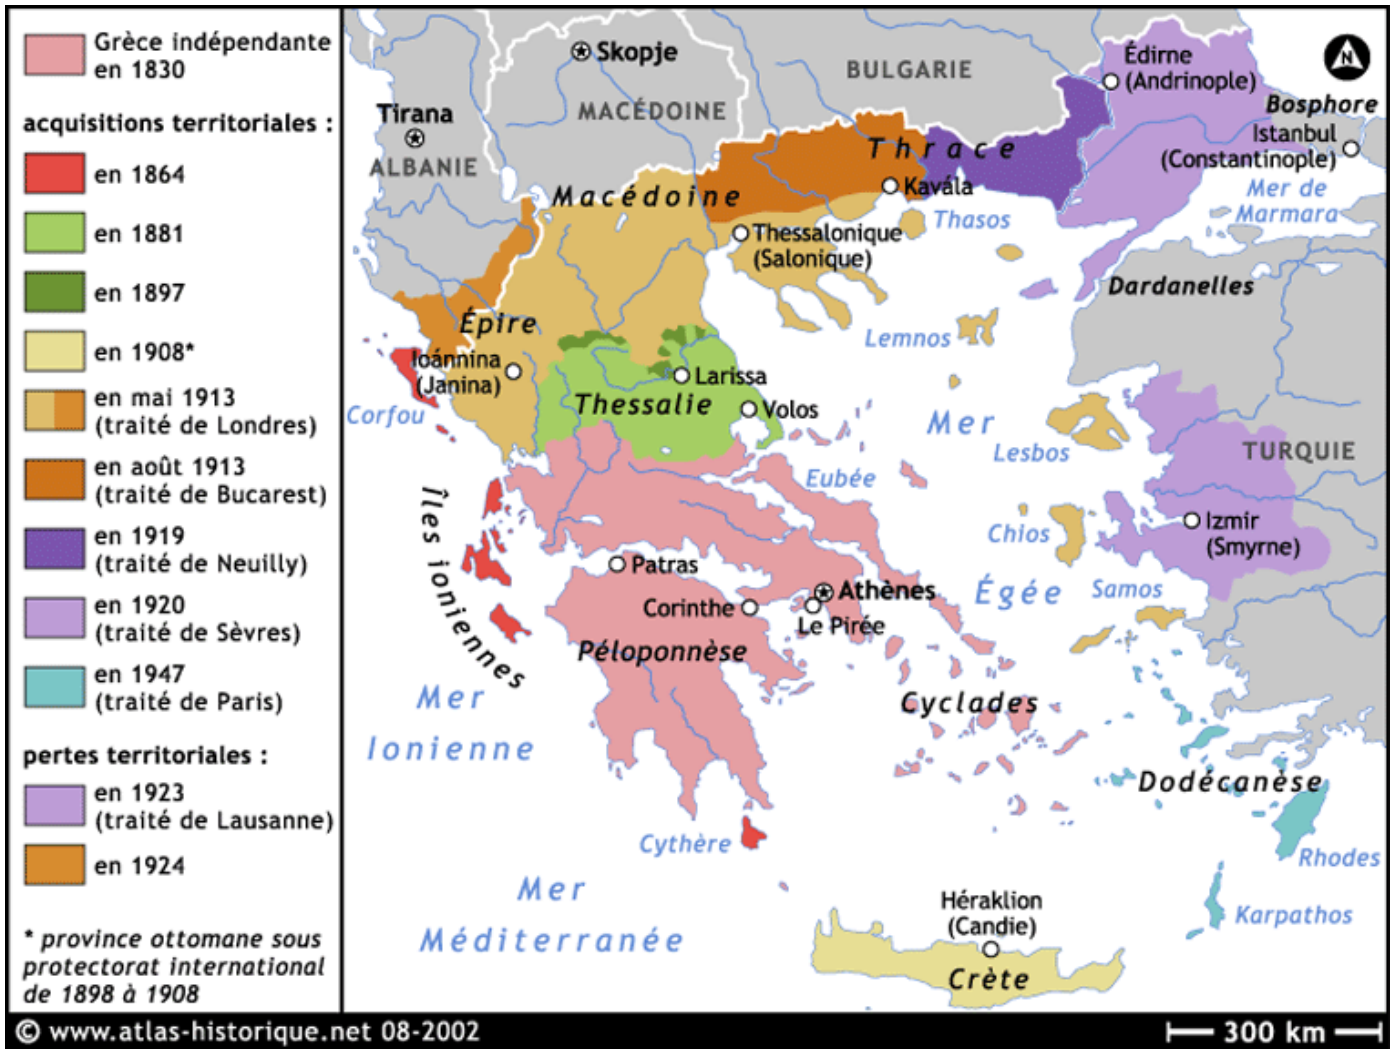 Grèce indépendante
en 1830
acquisitions territoriales :
en 1864
en 1881
en 1897
en 1908*
en mai 1913
(traité de Londres)
en août 1913
(traité de Bucarest)
en 1919
(traité de Neuilly)
en 1920
(traité de Sèvres)
en 1947
(traité de Paris)
pertes territoriales :
en 1923
(traité de Lausanne)
en 1924
* province ottomane sous
protectorat international
de 1898 à 1908
Skopje
BULGARIE
Édirne
(Andrinople)
N
MACÉDOINE
Tirana
ALBANIE
Bosphore
Istanbul
(Constantinople)
Thrace
Macédoine
Kavála
Thasos
Mer de
Marmara
Thessalonique
(Salonique)
Dardanelles
Épire
Lemnos
Ioánnina
(Janina)
Larissa
Corfou
Thessalie
Volos
Mer
Lesbos
TURQUIE
Eubée
Îles ioniennes
Chios
Izmir
(Smyrne)
Patras
Athènes
Égée
Samos
Corinthe
Le Pirée
Péloponnèse
Cyclades
Mer
Ionienne
Dodécanèse
Cythère
Rhodes
Mer
Méditerranée
Héraklion
(Candie)
Karpathos
Crète
© www.atlas-historique.net 08-2002
300 km